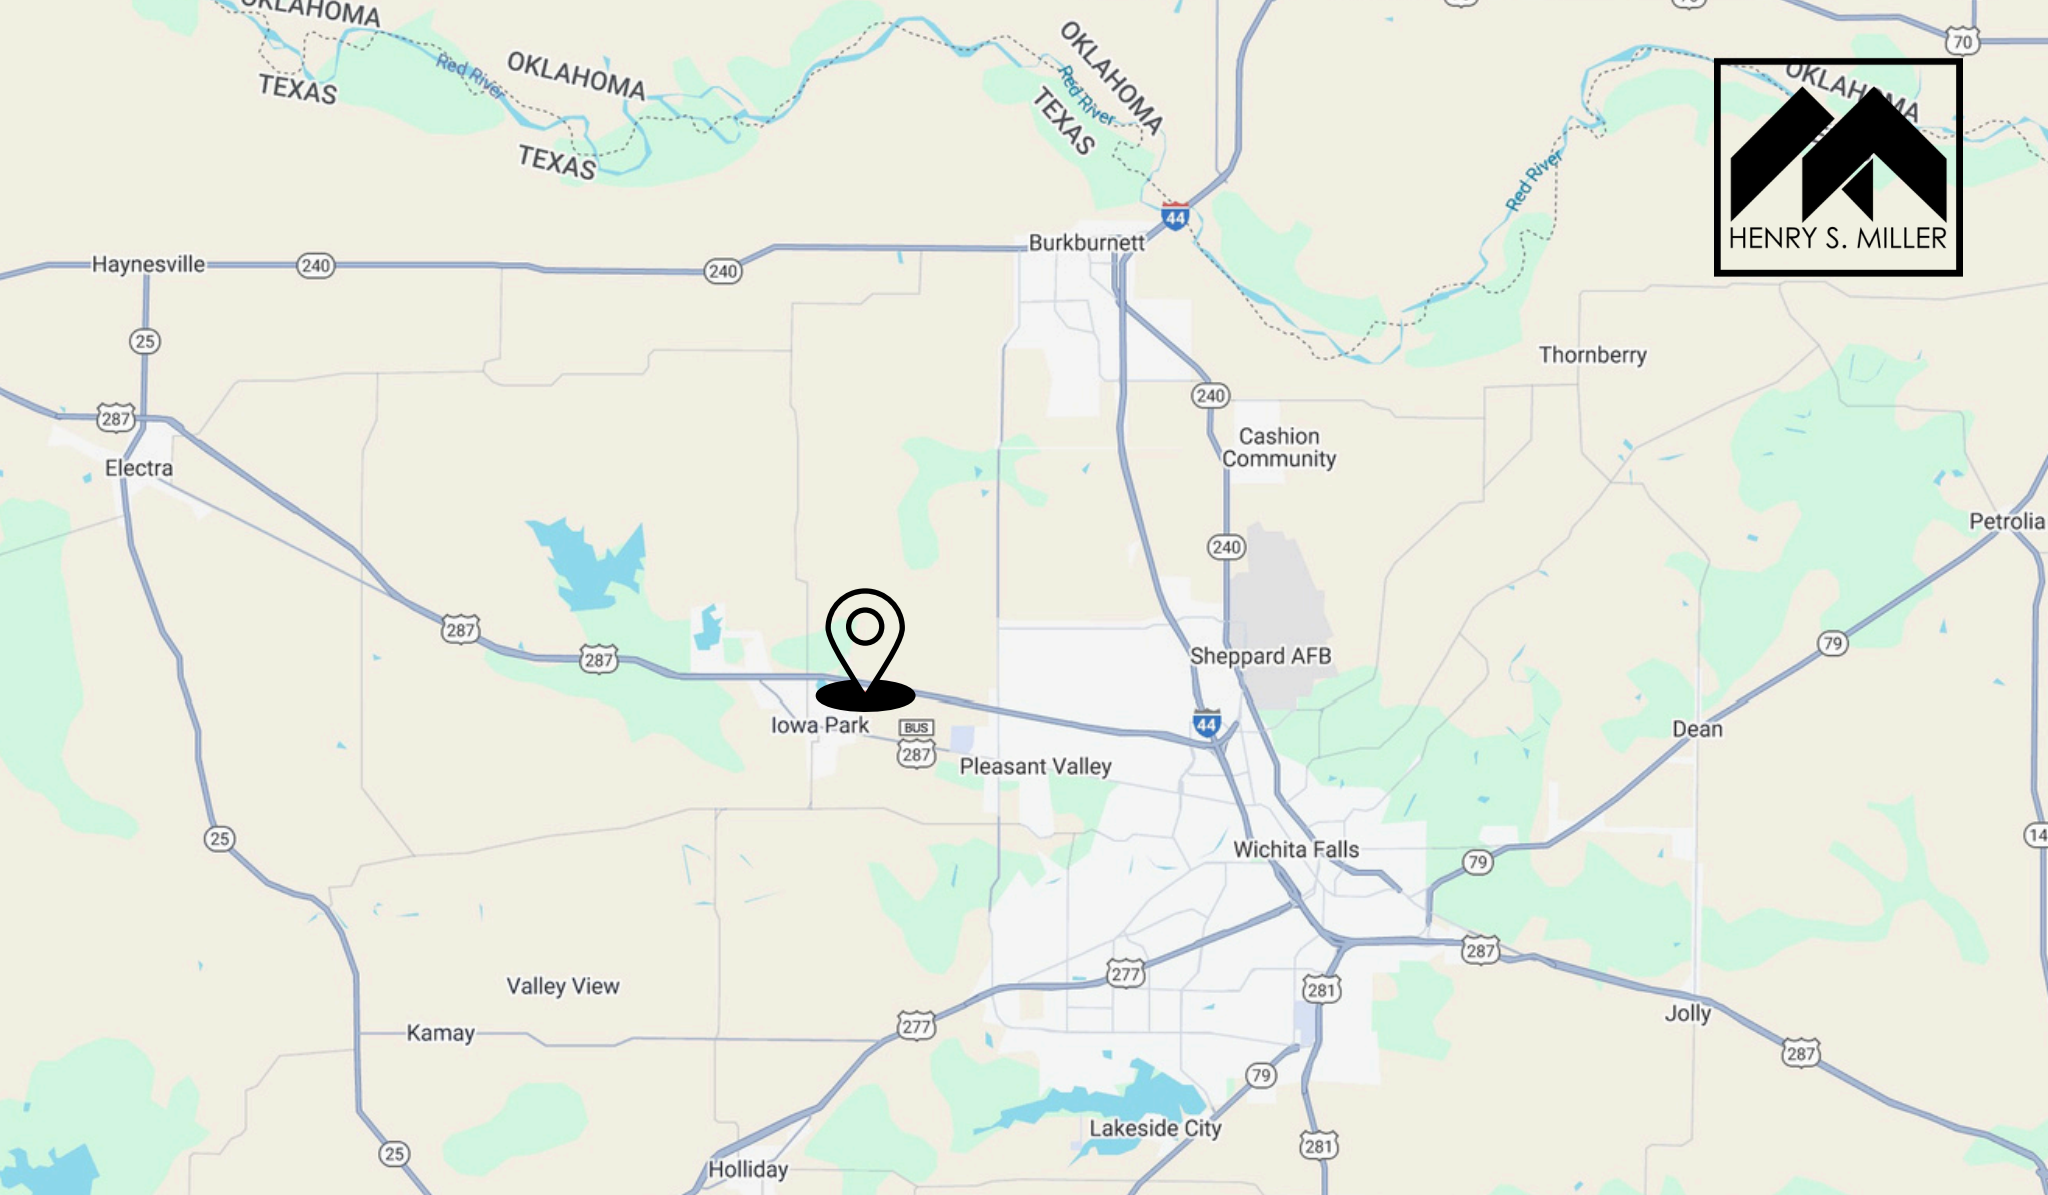 OKLAHOMA
TEXAS
Red River
OKLAHOMA
TEXAS
OKLAHOMA
Red River
TEXAS
70
OKLAHOMA
Red River
HENRY S. MILLER
44
Burkburnett
Haynesville
240
240
25
Thornberry
287
240
Cashion
Community
Electra
Petrolia
240
287
287
79
Sheppard AFB
44
Iowa Park
BUS
287
Dean
Pleasant Valley
25
14
Wichita Falls
79
287
277
281
Valley View
Jolly
277
Kamay
287
79
Lakeside City
281
25
Holliday